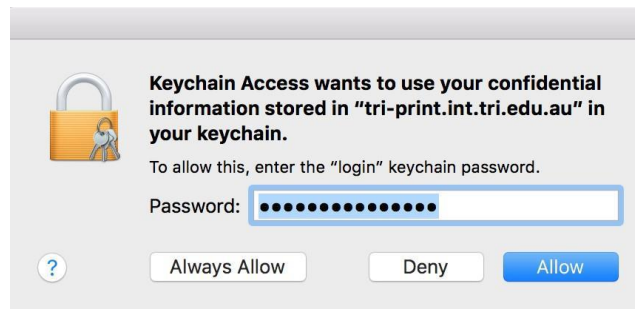 Keychain Access wants to use your confidential
information stored in “tri-print.int.tri.edu.au” in
your keychain.
To allow this, enter the “login” keychain password.
Password: ●●●●●●●●●●●●●●●
?
Always Allow
Deny
Allow